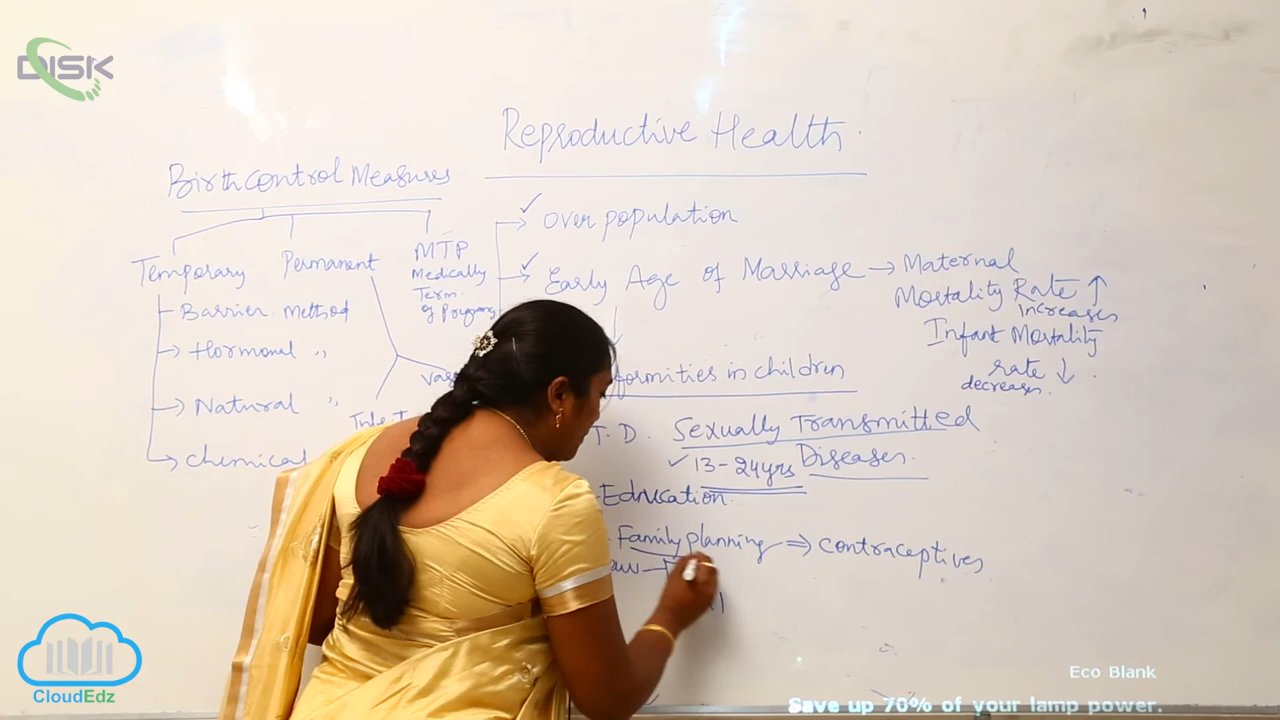 DISK
Reproductive Health
Birth control Measures
Temporary
Permanent
MTP
Medically
Term.
of Pregnancy
Barrier Method
Hormonal "
Natural "
Chemical
over population
Early Age of Marriage → Maternal
Mortality Rate ↑
increases
Infant Mortality
rate ↓
decreases.
formities in children
T.D. Sexually Transmitted
✓ 13-24yrs Diseases.
Education.
Family planning ⇒ contraceptives
CloudEdz
Eco Blank
Save up 70% of your lamp power.